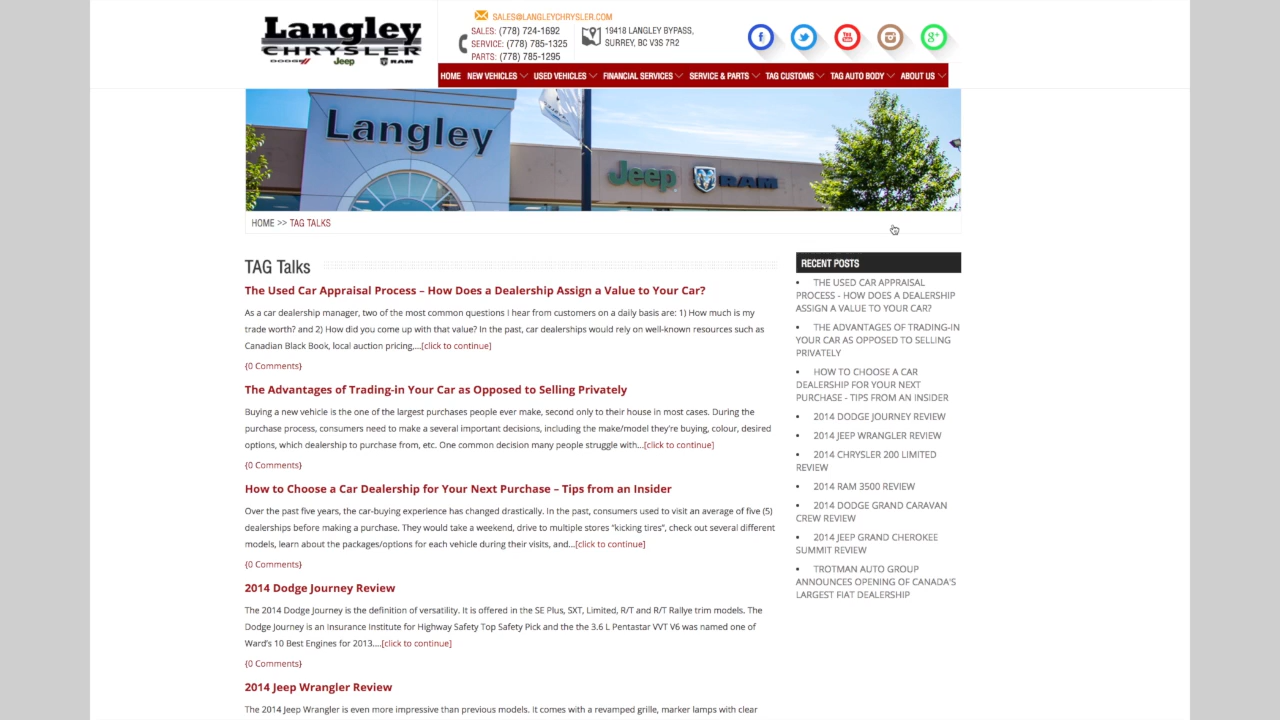 Langley
CHRYSLER
DODGE Jeep RAM
SALES@LANGLEYCHRYSLER.COM
SALES: (778) 724-1692
SERVICE: (778) 785-1325
PARTS: (778) 785-1295
19418 LANGLEY BYPASS,
SURREY, BC V3S 7R2
HOME NEW VEHICLES USED VEHICLES FINANCIAL SERVICES SERVICE & PARTS TAG CUSTOMS TAG AUTO BODY ABOUT US
Langley
Jeep RAM
HOME >> TAG TALKS
TAG Talks
The Used Car Appraisal Process – How Does a Dealership Assign a Value to Your Car?
As a car dealership manager, two of the most common questions I hear from customers on a daily basis are: 1) How much is my
trade worth? and 2) How did you come up with that value? In the past, car dealerships would rely on well-known resources such as
Canadian Black Book, local auction pricing,...[click to continue]
{0 Comments}
The Advantages of Trading-in Your Car as Opposed to Selling Privately
Buying a new vehicle is the one of the largest purchases people ever make, second only to their house in most cases. During the
purchase process, consumers need to make a several important decisions, including the make/model they're buying, colour, desired
options, which dealership to purchase from, etc. One common decision many people struggle with...[click to continue]
{0 Comments}
How to Choose a Car Dealership for Your Next Purchase – Tips from an Insider
Over the past five years, the car-buying experience has changed drastically. In the past, consumers used to visit an average of five (5)
dealerships before making a purchase. They would take a weekend, drive to multiple stores "kicking tires", check out several different
models, learn about the packages/options for each vehicle during their visits, and...[click to continue]
{0 Comments}
2014 Dodge Journey Review
The 2014 Dodge Journey is the definition of versatility. It is offered in the SE Plus, SXT, Limited, R/T and R/T Rallye trim models. The
Dodge Journey is an Insurance Institute for Highway Safety Top Safety Pick and the the 3.6 L Pentastar VVT V6 was named one of
Ward's 10 Best Engines for 2013....[click to continue]
{0 Comments}
2014 Jeep Wrangler Review
The 2014 Jeep Wrangler is even more impressive than previous models. It comes with a revamped grille, marker lamps with clear
RECENT POSTS
THE USED CAR APPRAISAL
PROCESS - HOW DOES A DEALERSHIP
ASSIGN A VALUE TO YOUR CAR?
THE ADVANTAGES OF TRADING-IN
YOUR CAR AS OPPOSED TO SELLING
PRIVATELY
HOW TO CHOOSE A CAR
DEALERSHIP FOR YOUR NEXT
PURCHASE - TIPS FROM AN INSIDER
2014 DODGE JOURNEY REVIEW
2014 JEEP WRANGLER REVIEW
2014 CHRYSLER 200 LIMITED
REVIEW
2014 RAM 3500 REVIEW
2014 DODGE GRAND CARAVAN
CREW REVIEW
2014 JEEP GRAND CHEROKEE
SUMMIT REVIEW
TROTMAN AUTO GROUP
ANNOUNCES OPENING OF CANADA'S
LARGEST FIAT DEALERSHIP